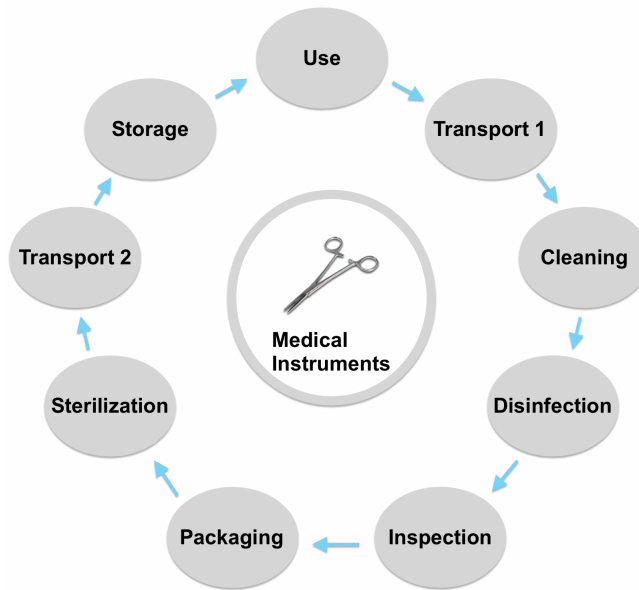 Use
Transport 1
Cleaning
Disinfection
Inspection
Packaging
Sterilization
Transport 2
Storage
Medical
Instruments